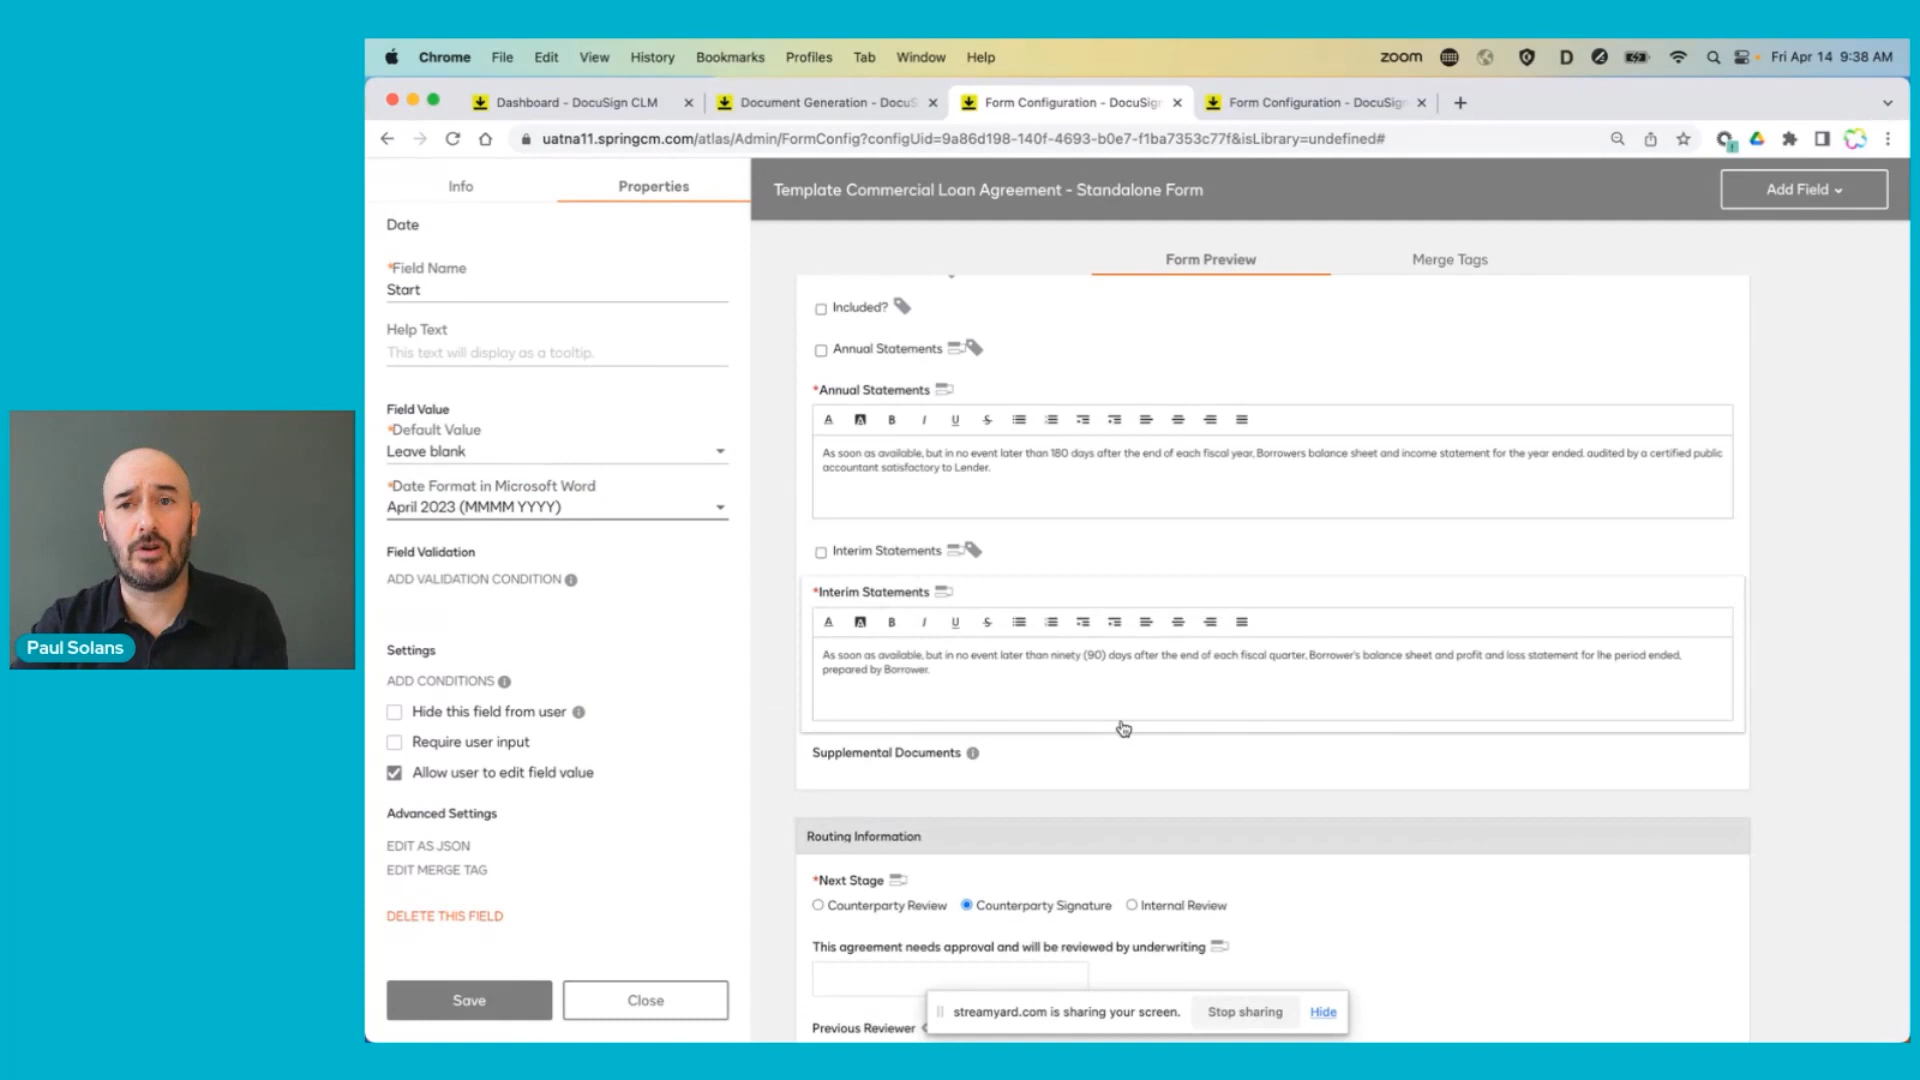 Chrome File Edit View History Bookmarks Profiles Tab Window Help
zoom D Fri Apr 14 9:38 AM
Dashboard - DocuSign CLM
Document Generation - DocuS
Form Configuration - DocuSign
Form Configuration - DocuSign
uatna11.springcm.com/atlas/Admin/FormConfig?configUid=9a86d198-140f-4693-b0e7-f1ba7353c77f&isLibrary=undefined#
Info
Properties
Date
*Field Name
Start
Help Text
This text will display as a tooltip.
Field Value
*Default Value
Leave blank
*Date Format in Microsoft Word
April 2023 (MMMM YYYY)
Field Validation
ADD VALIDATION CONDITION
Settings
ADD CONDITIONS
Hide this field from user
Require user input
Allow user to edit field value
Advanced Settings
EDIT AS JSON
EDIT MERGE TAG
DELETE THIS FIELD
Save
Close
Template Commercial Loan Agreement - Standalone Form
Add Field
Form Preview
Merge Tags
Included?
Annual Statements
*Annual Statements
A A B I U S
As soon as available, but in no event later than 180 days after the end of each fiscal year, Borrowers balance sheet and income statement for the year ended, audited by a certified public
accountant satisfactory to Lender.
Interim Statements
*Interim Statements
A A B I U S
As soon as available, but in no event later than ninety (90) days after the end of each fiscal quarter, Borrower's balance sheet and profit and loss statement for lhe period ended,
prepared by Borrower.
Supplemental Documents
Routing Information
*Next Stage
Counterparty Review
Counterparty Signature
Internal Review
This agreement needs approval and will be reviewed by underwriting
streamyard.com is sharing your screen.
Stop sharing
Hide
Previous Reviewer
Paul Solans